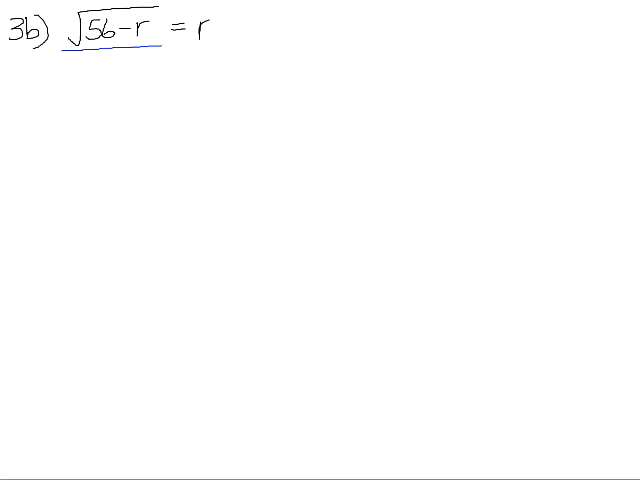 3b) √56-r = r